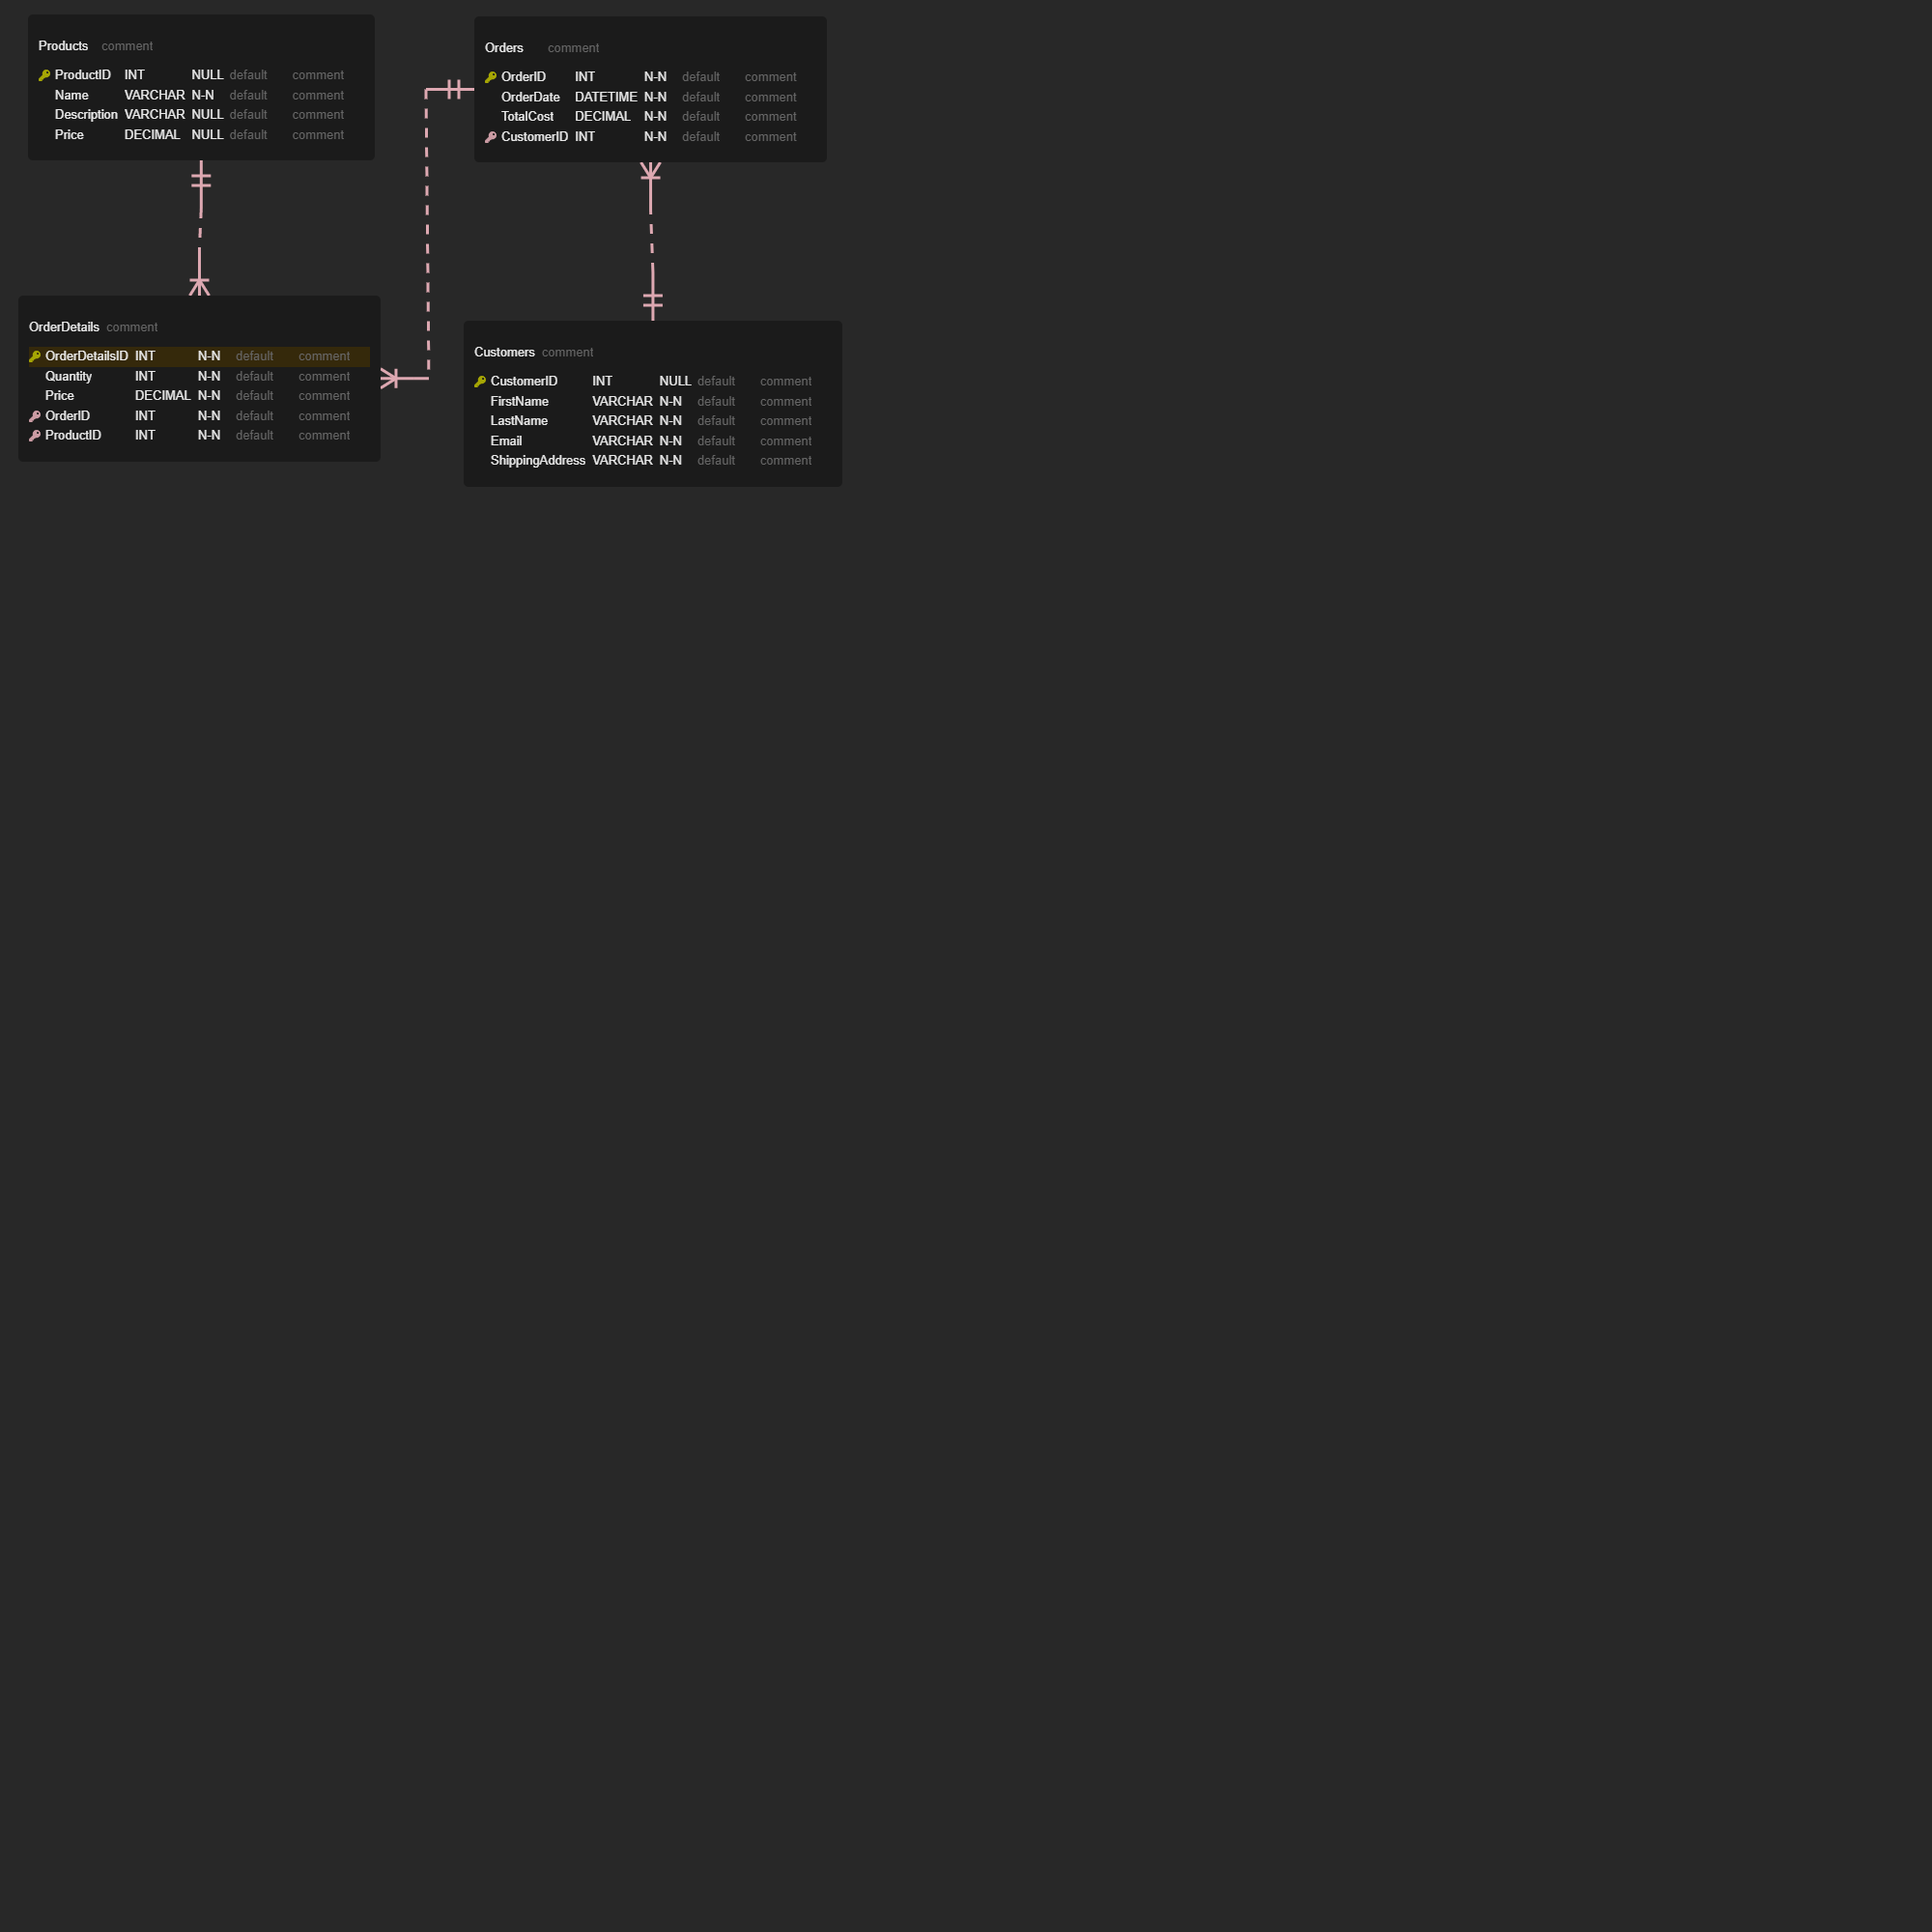 Products comment
ProductID INT NULL default comment
Name VARCHAR N-N default comment
Description VARCHAR NULL default comment
Price DECIMAL NULL default comment
Orders comment
OrderID INT N-N default comment
OrderDate DATETIME N-N default comment
TotalCost DECIMAL N-N default comment
CustomerID INT N-N default comment
OrderDetails comment
OrderDetailsID INT N-N default comment
Quantity INT N-N default comment
Price DECIMAL N-N default comment
OrderID INT N-N default comment
ProductID INT N-N default comment
Customers comment
CustomerID INT NULL default comment
FirstName VARCHAR N-N default comment
LastName VARCHAR N-N default comment
Email VARCHAR N-N default comment
ShippingAddress VARCHAR N-N default comment